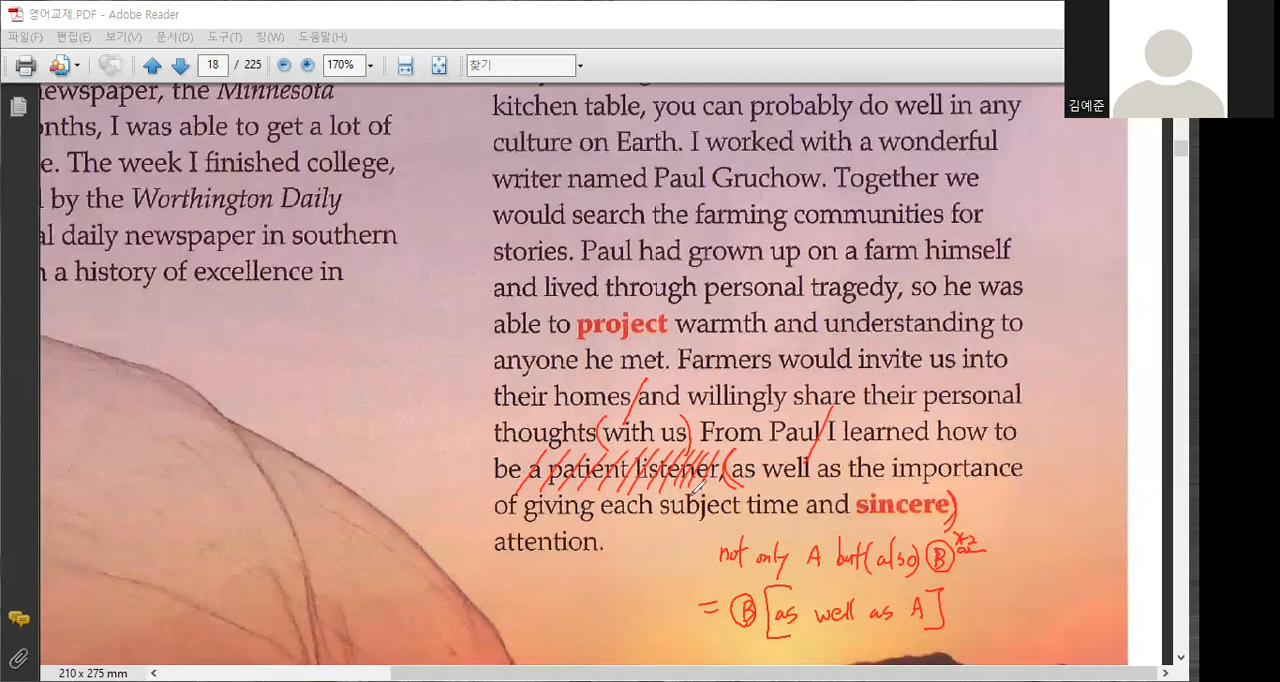 영어교제.PDF - Adobe Reader
파일(F) 편집(E) 보기(V) 문서(D) 도구(T) 창(W) 도움말(H)
18 / 225 170% 찾기
김예준
ewspaper, the Minnesota
onths, I was able to get a lot of
e. The week I finished college,
l by the Worthington Daily
al daily newspaper in southern
h a history of excellence in
kitchen table, you can probably do well in any
culture on Earth. I worked with a wonderful
writer named Paul Gruchow. Together we
would search the farming communities for
stories. Paul had grown up on a farm himself
and lived through personal tragedy, so he was
able to project warmth and understanding to
anyone he met. Farmers would invite us into
their homes/and willingly share their personal
thoughts(with us). From Paul/I learned how to
be a patient listener,(as well as the importance
of giving each subject time and sincere)
attention.
not only A but(also) B
= B [as well as A]
210 x 275 mm